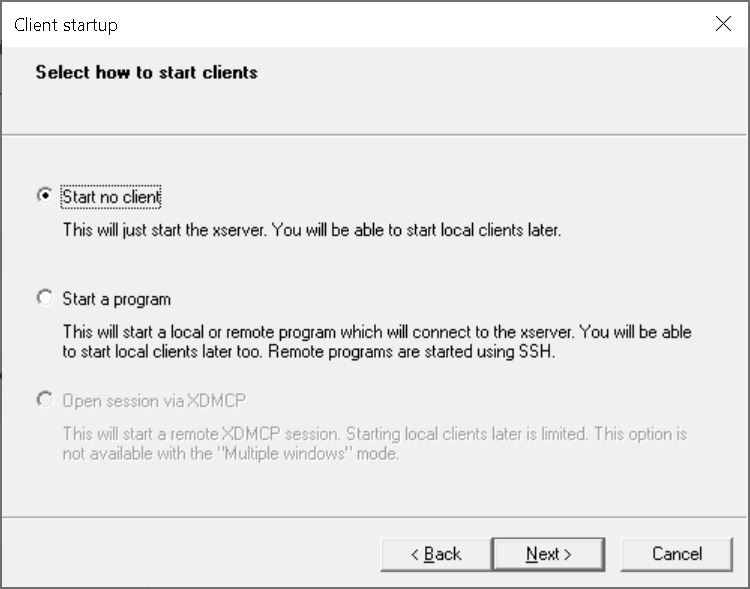 Client startup
Select how to start clients
Start no client
This will just start the xserver. You will be able to start local clients later.
Start a program
This will start a local or remote program which will connect to the xserver. You will be able
to start local clients later too. Remote programs are started using SSH.
Open session via XDMCP
This will start a remote XDMCP session. Starting local clients later is limited. This option is
not available with the "Multiple windows" mode.
< Back Next > Cancel